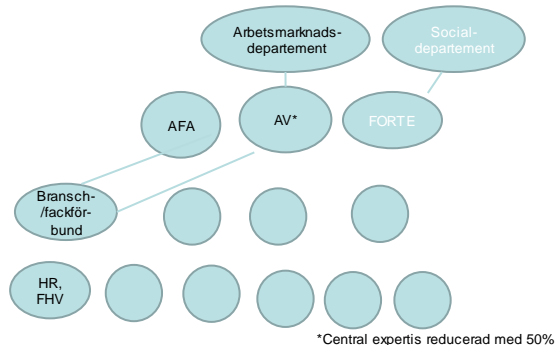 Arbetsmarknads-
departement
Social-
departement
AFA
AV*
FORTE
Bransch-
/fackför-
bund
HR,
FHV
*Central expertis reducerad med 50%